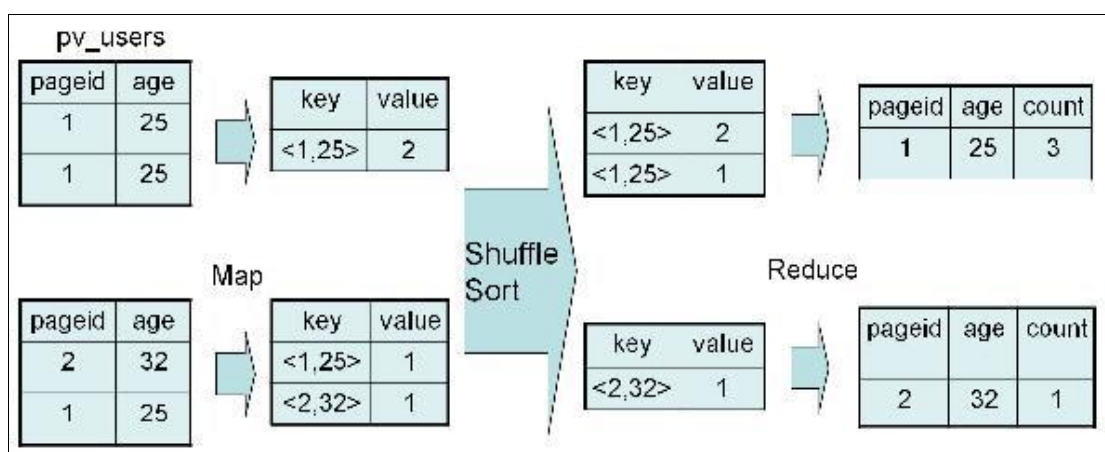 pv_users
pageid age
1 25
1 25
key value
<1,25> 2
key value
<1,25> 2
<1,25> 1
pageid age count
1 25 3
Map
Shuffle
Sort
Reduce
pageid age
2 32
1 25
key value
<1,25> 1
<2,32> 1
key value
<2,32> 1
pageid age count
2 32 1